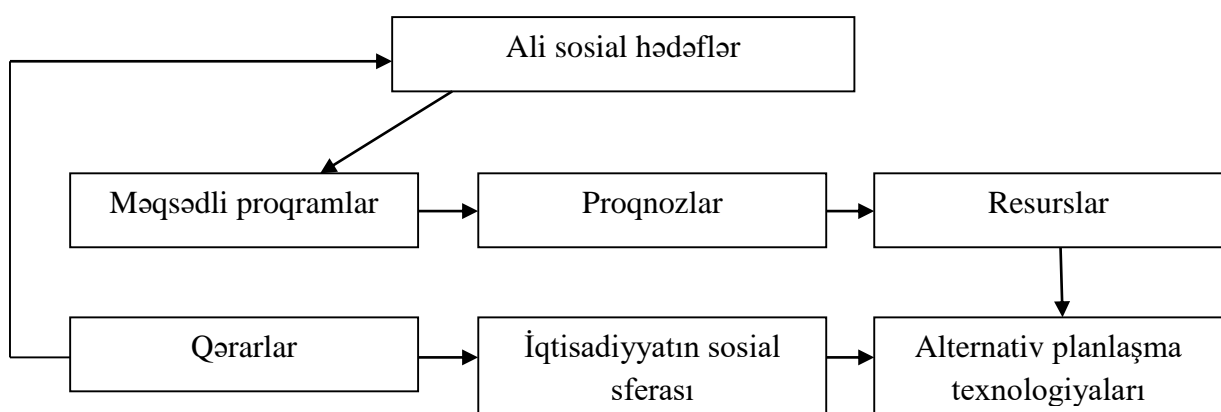 Ali sosial hədəflər
Məqsədli proqramlar
Proqnozlar
Resurslar
Qərarlar
İqtisadiyyatın sosial
sferası
Alternativ planlaşma
texnologiyaları